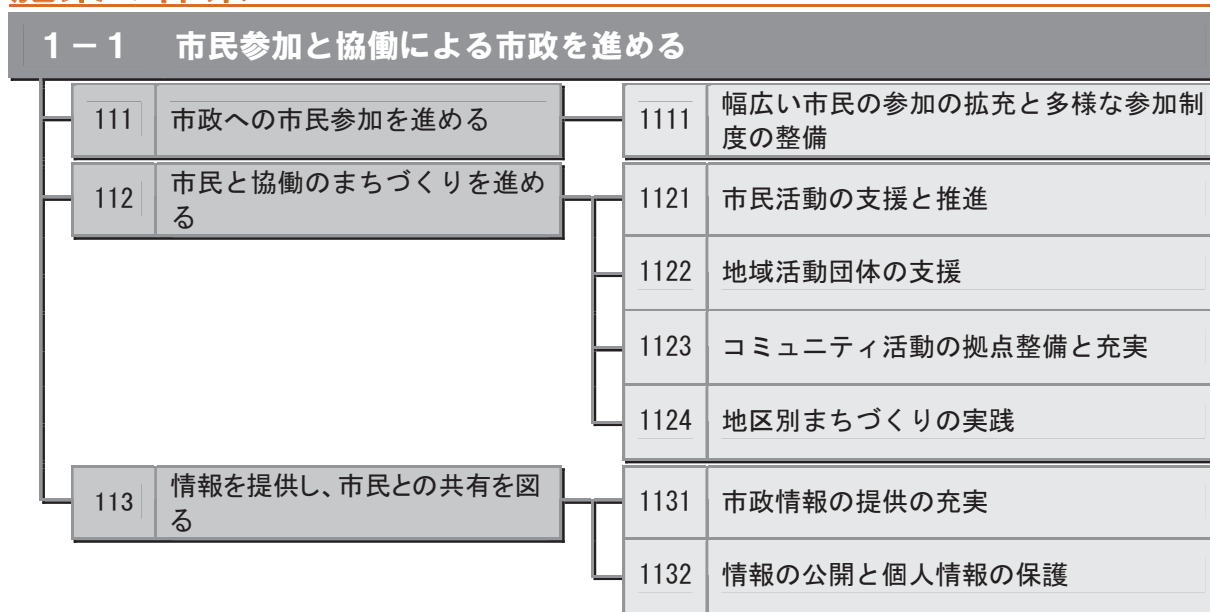 1－1　市民参加と協働による市政を進める
111 市政への市民参加を進める
1111 幅広い市民の参加の拡充と多様な参加制
度の整備
112 市民と協働のまちづくりを進め
る
1121 市民活動の支援と推進
1122 地域活動団体の支援
1123 コミュニティ活動の拠点整備と充実
1124 地区別まちづくりの実践
113 情報を提供し、市民との共有を図
る
1131 市政情報の提供の充実
1132 情報の公開と個人情報の保護